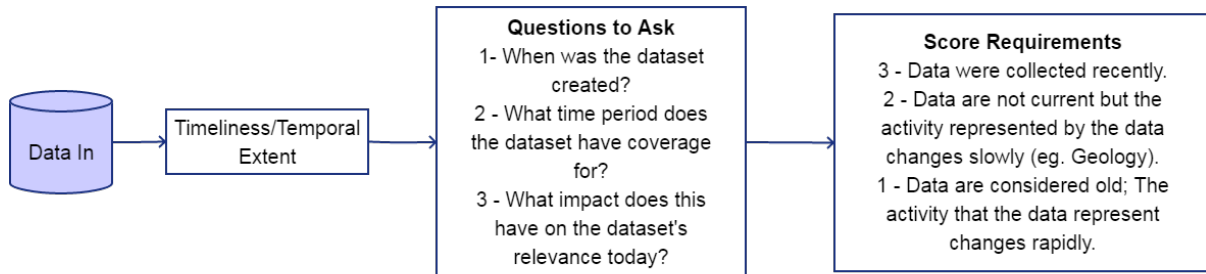 Data In
Timeliness/Temporal
Extent
Questions to Ask
1- When was the dataset
created?
2 - What time period does
the dataset have coverage
for?
3 - What impact does this
have on the dataset's
relevance today?
Score Requirements
3 - Data were collected recently.
2 - Data are not current but the
activity represented by the data
changes slowly (eg. Geology).
1 - Data are considered old; The
activity that the data represent
changes rapidly.